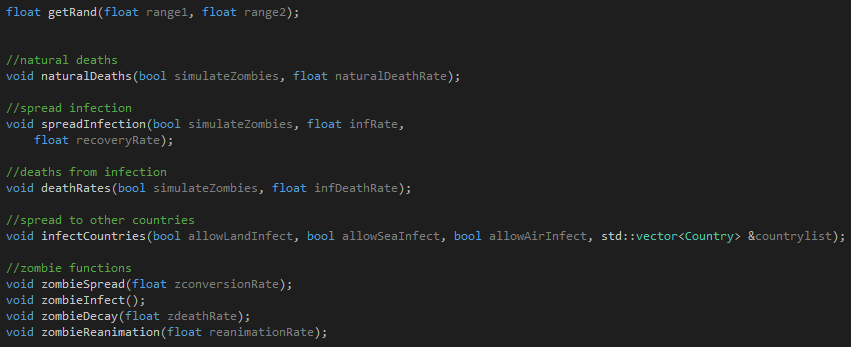 float getRand(float range1, float range2);
//natural deaths
void naturalDeaths(bool simulateZombies, float naturalDeathRate);
//spread infection
void spreadInfection(bool simulateZombies, float infRate,
float recoveryRate);
//deaths from infection
void deathRates(bool simulateZombies, float infDeathRate);
//spread to other countries
void infectCountries(bool allowLandInfect, bool allowSeaInfect, bool allowAirInfect, std::vector<Country> &countrylist);
//zombie functions
void zombieSpread(float zconversionRate);
void zombieInfect();
void zombieDecay(float zdeathRate);
void zombieReanimation(float reanimationRate);